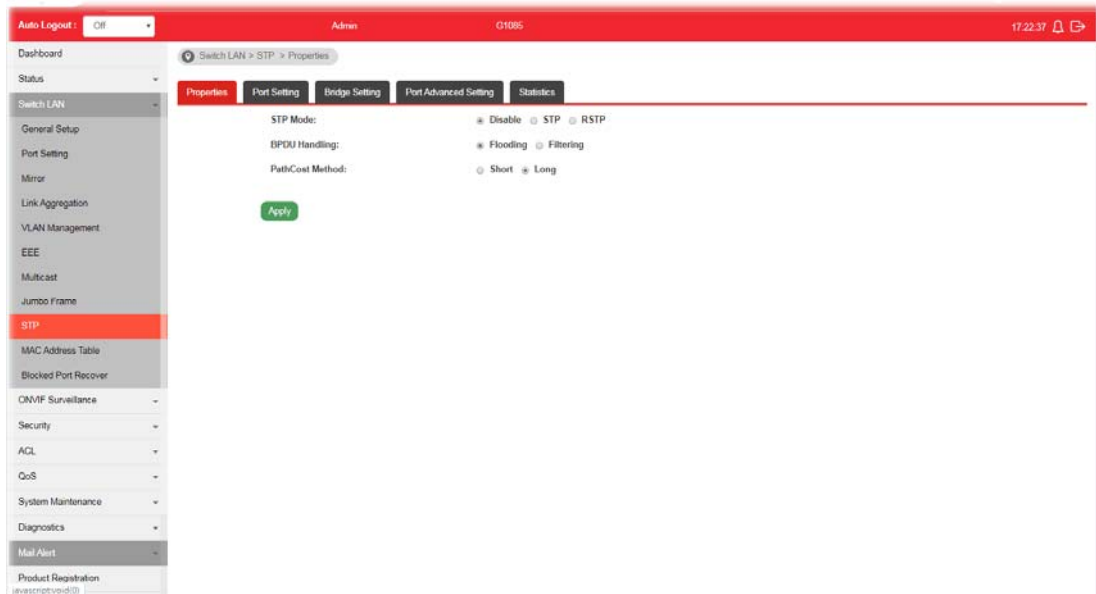 Auto Logout : Off Admin G1085 17:22:37
Dashboard
Switch LAN > STP > Properties
Status
Properties Port Setting Bridge Setting Port Advanced Setting Statistics
Switch LAN
STP Mode: Disable STP RSTP
General Setup
BPDU Handling: Flooding Filtering
Port Setting
PathCost Method: Short Long
Mirror
Link Aggregation
Apply
VLAN Management
EEE
Multicast
Jumbo Frame
STP
MAC Address Table
Blocked Port Recover
ONVIF Surveillance
Security
ACL
QoS
System Maintenance
Diagnostics
Mail Alert
Product Registration
javascript:void(0)